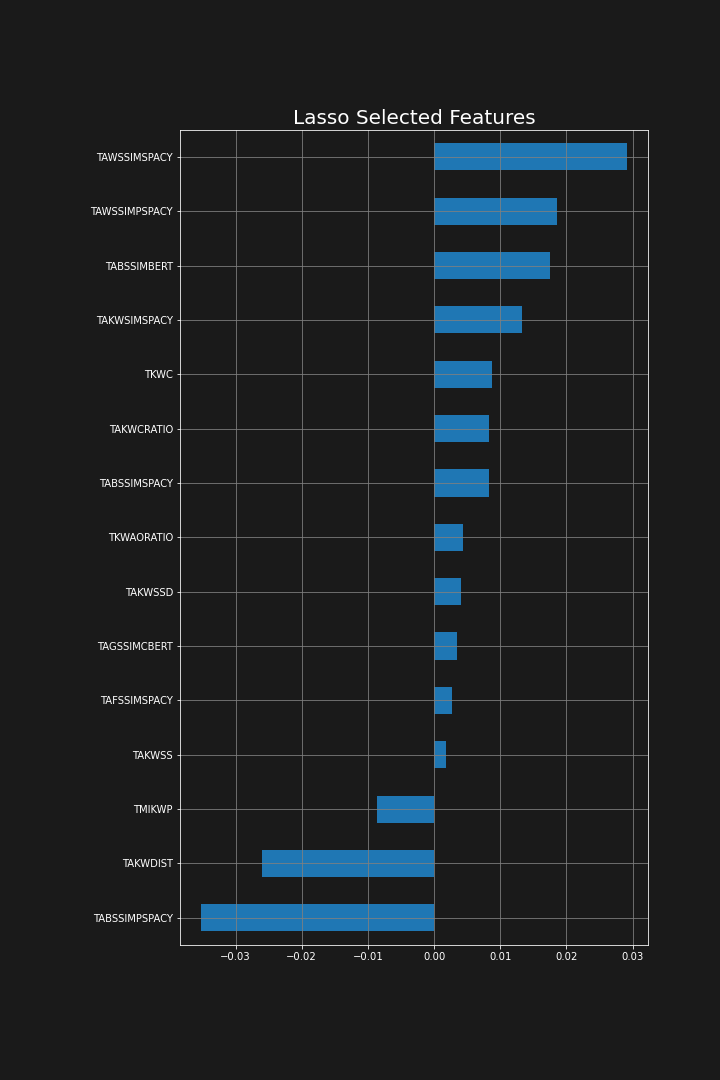 Lasso Selected Features
TAWSSIMSPACY
TAWSSIMPSPACY
TABSSIMBERT
TAKWSIMSPACY
TKWC
TAKWCRATIO
TABSSIMSPACY
TKWAORATIO
TAKWSSD
TAGSSIMCBERT
TAFSSIMSPACY
TAKWSS
TMIKWP
TAKWDIST
TABSSIMPSPACY
−0.03 −0.02 −0.01 0.00 0.01 0.02 0.03